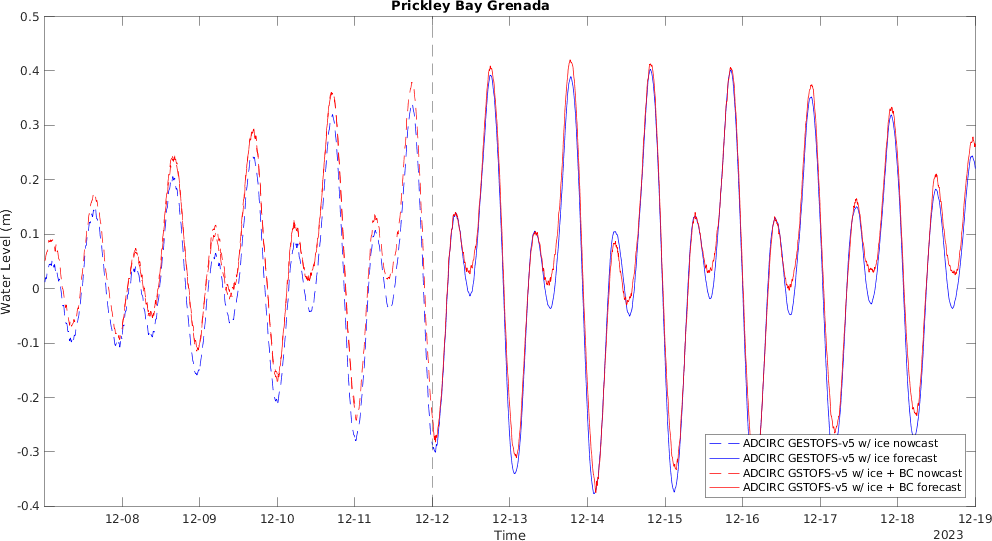 Prickley Bay Grenada
0.5
0.4
0.3
0.2
0.1
0
-0.1
-0.2
-0.3
-0.4
Water Level (m)
ADCIRC GESTOFS-v5 w/ ice nowcast
ADCIRC GESTOFS-v5 w/ ice forecast
ADCIRC GSTOFS-v5 w/ ice + BC nowcast
ADCIRC GSTOFS-v5 w/ ice + BC forecast
12-08 12-09 12-10 12-11 12-12 12-13 12-14 12-15 12-16 12-17 12-18 12-19
Time
2023